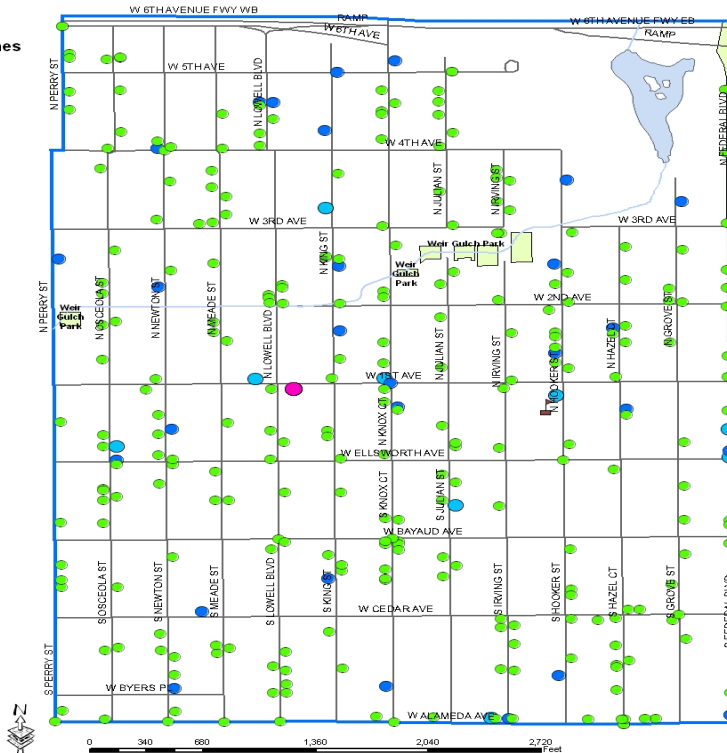 W 6TH AVENUE FWY WB
RAMP
W 6TH AVE
W 6TH AVENUE FWY EB
RAMP
nes
W 5TH AVE
N PERRY ST
N LOWELL BLVD
N FEDERAL BLVD
W 4TH AVE
N JULIAN ST
N IRVING ST
W 3RD AVE
W 3RD AVE
N KING ST
Weir Gulch Park
Weir
Gulch
Park
N PERRY ST
Weir
Gulch
Park
N OSCEOLA ST
N NEWTON ST
N MEADE ST
N LOWELL BLVD
W 2ND AVE
N JULIAN ST
N IRVING ST
N HOOKER ST
N HAZEL CT
N GROVE ST
W 1ST AVE
N KNOX CT
W ELLSWORTH AVE
S KNOX CT
S JULIAN ST
W BAYAUD AVE
S OSCEOLA ST
S NEWTON ST
S MEADE ST
S LOWELL BLVD
S KING ST
S IRVING ST
S HOOKER ST
S HAZEL CT
S GROVE ST
W CEDAR AVE
S PERRY ST
W BYERS PL
W ALAMEDA AVE
N
0 340 680 1,360 2,040 2,720
Feet